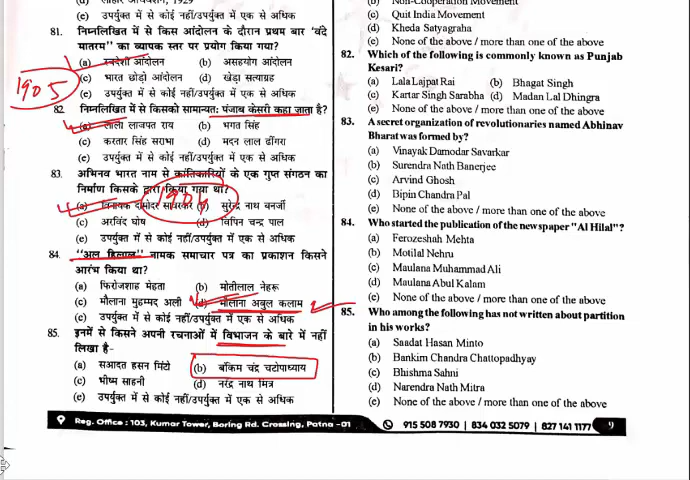 (e) उपर्युक्त में से कोई नहीं/उपर्युक्त में से एक से अधिक
81. निम्नलिखित में से किस आंदोलन के दौरान प्रथम बार 'वंदे
मातरम" का व्यापक स्तर पर प्रयोग किया गया?
(a) स्वदेशी आंदोलन (b) असहयोग आंदोलन
(c) भारत छोड़ो आंदोलन (d) खेड़ा सत्याग्रह
(e) उपर्युक्त में से कोई नहीं/उपर्युक्त में से एक से अधिक
1905
82. निम्नलिखित में से किसको सामान्यतः पंजाब केसरी कहा जाता है?
(a) लाला लाजपत राय (b) भगत सिंह
(c) करतार सिंह सराभा (d) मदन लाल ढींगरा
(e) उपर्युक्त में से कोई नहीं/उपर्युक्त में से एक से अधिक
83. अभिनव भारत नाम से क्रांतिकारियों के एक गुप्त संगठन का
निर्माण किसके द्वारा किया गया था?
1904
(a) विनायक दामोदर सावरकर (b) सुरेन्द्र नाथ बनर्जी
(c) अरविंद घोष (d) विपिन चन्द्र पाल
(e) उपर्युक्त में से कोई नहीं/उपर्युक्त में से एक से अधिक
84. "अल हिलाल" नामक समाचार पत्र का प्रकाशन किसने
आरंभ किया था?
(a) फिरोजशाह मेहता (b) मोतीलाल नेहरू
(c) मौलाना मुहम्मद अली (d) मौलाना अबुल कलाम
(e) उपर्युक्त में से कोई नहीं/उपर्युक्त में से एक से अधिक
85. इनमें से किसने अपनी रचनाओं में विभाजन के बारे में नहीं
लिखा है-
(a) सआदत हसन मिंटो (b) बंकिम चंद्र चटोपाध्याय
(c) भीष्म साहनी (d) नरेंद्र नाथ मित्र
(e) उपर्युक्त में से कोई नहीं/उपर्युक्त में से एक से अधिक
(b) Non-Cooperation Movement
(c) Quit India Movement
(d) Kheda Satyagraha
(e) None of the above / more than one of the above
82. Which of the following is commonly known as Punjab
Kesari?
(a) Lala Lajpat Rai (b) Bhagat Singh
(c) Kartar Singh Sarabha (d) Madan Lal Dhingra
(e) None of the above / more than one of the above
83. A secret organization of revolutionaries named Abhinav
Bharat was formed by?
(a) Vinayak Damodar Savarkar
(b) Surendra Nath Banerjee
(c) Arvind Ghosh
(d) Bipin Chandra Pal
(e) None of the above / more than one of the above
84. Who started the publication of the newspaper "Al Hilal"?
(a) Ferozeshah Mehta
(b) Motilal Nehru
(c) Maulana Muhammad Ali
(d) Maulana Abul Kalam
(e) None of the above / more than one of the above
85. Who among the following has not written about partition
in his works?
(a) Saadat Hasan Minto
(b) Bankim Chandra Chattopadhyay
(c) Bhishma Sahni
(d) Narendra Nath Mitra
(e) None of the above / more than one of the above
Reg. Office : 103, Kumar Tower, Boring Rd. Crossing, Patna -01 915 508 7930 | 834 032 5079 | 827 141 1177 9